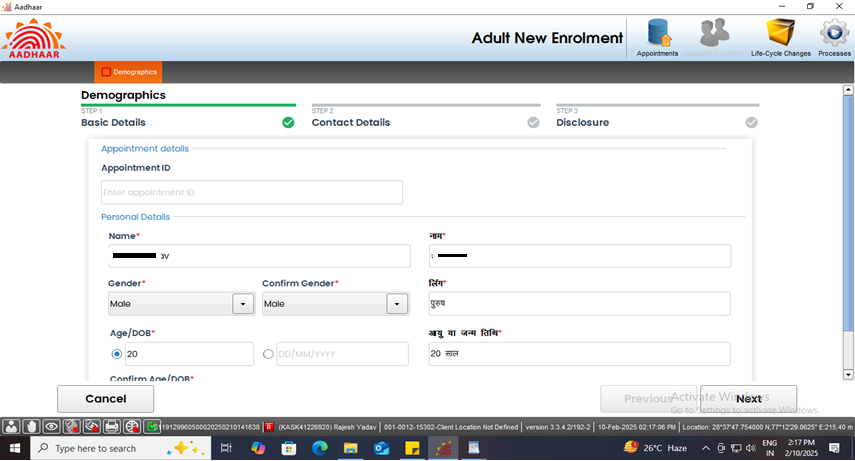 Aadhaar
AADHAAR
Adult New Enrolment
Appointments
Life-Cycle Changes
Processes
Demographics
Demographics
STEP 1
Basic Details
STEP 2
Contact Details
STEP 3
Disclosure
Appointment details
Appointment ID
Enter appointment ID
Personal Details
Name*
नाम*
Gender*
Confirm Gender*
लिंग*
Male
Male
पुरुष
Age/DOB*
आयु या जन्म तिथि*
20
DD/MM/YYYY
20 साल
Confirm Age/DOB*
Cancel
Previous
Next
Activate Windows
Go to Settings to activate Windows.
(KASK41226920) Rajesh Yadav
001-0012-15302-Client Location Not Defined
version 3.3.4.2/192-2
10-Feb-2025 02:17:06 PM
Location: 28°37'47.754000 N,77°12'29.0625" E:215.40 m
Type here to search
26°C Haze
ENG
IN
2:17 PM
2/10/2025